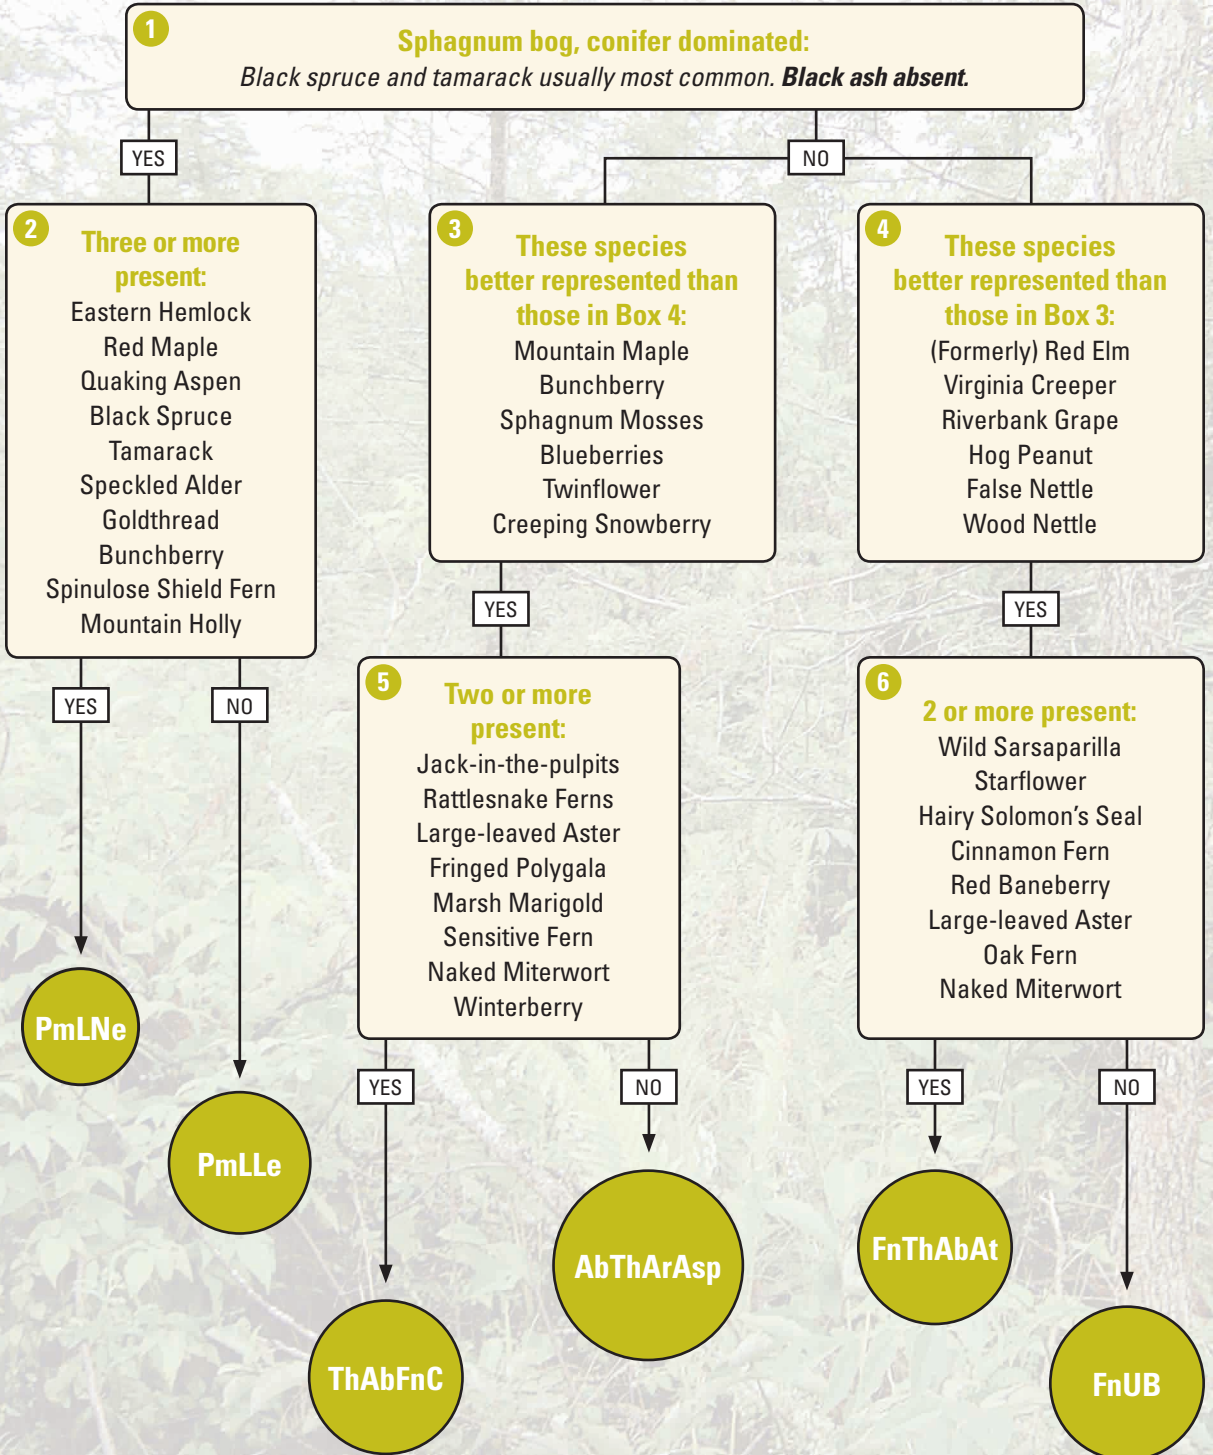 1
Sphagnum bog, conifer dominated:
Black spruce and tamarack usually most common. Black ash absent.
YES
NO
2
Three or more
present:
Eastern Hemlock
Red Maple
Quaking Aspen
Black Spruce
Tamarack
Speckled Alder
Goldthread
Bunchberry
Spinulose Shield Fern
Mountain Holly
3
These species
better represented than
those in Box 4:
Mountain Maple
Bunchberry
Sphagnum Mosses
Blueberries
Twinflower
Creeping Snowberry
4
These species
better represented than
those in Box 3:
(Formerly) Red Elm
Virginia Creeper
Riverbank Grape
Hog Peanut
False Nettle
Wood Nettle
YES
YES
YES
NO
5
Two or more
present:
Jack-in-the-pulpits
Rattlesnake Ferns
Large-leaved Aster
Fringed Polygala
Marsh Marigold
Sensitive Fern
Naked Miterwort
Winterberry
6
2 or more present:
Wild Sarsaparilla
Starflower
Hairy Solomon's Seal
Cinnamon Fern
Red Baneberry
Large-leaved Aster
Oak Fern
Naked Miterwort
YES
NO
YES
NO
PmLNe
PmLLe
ThAbFnC
AbThArAsp
FnThAbAt
FnUB